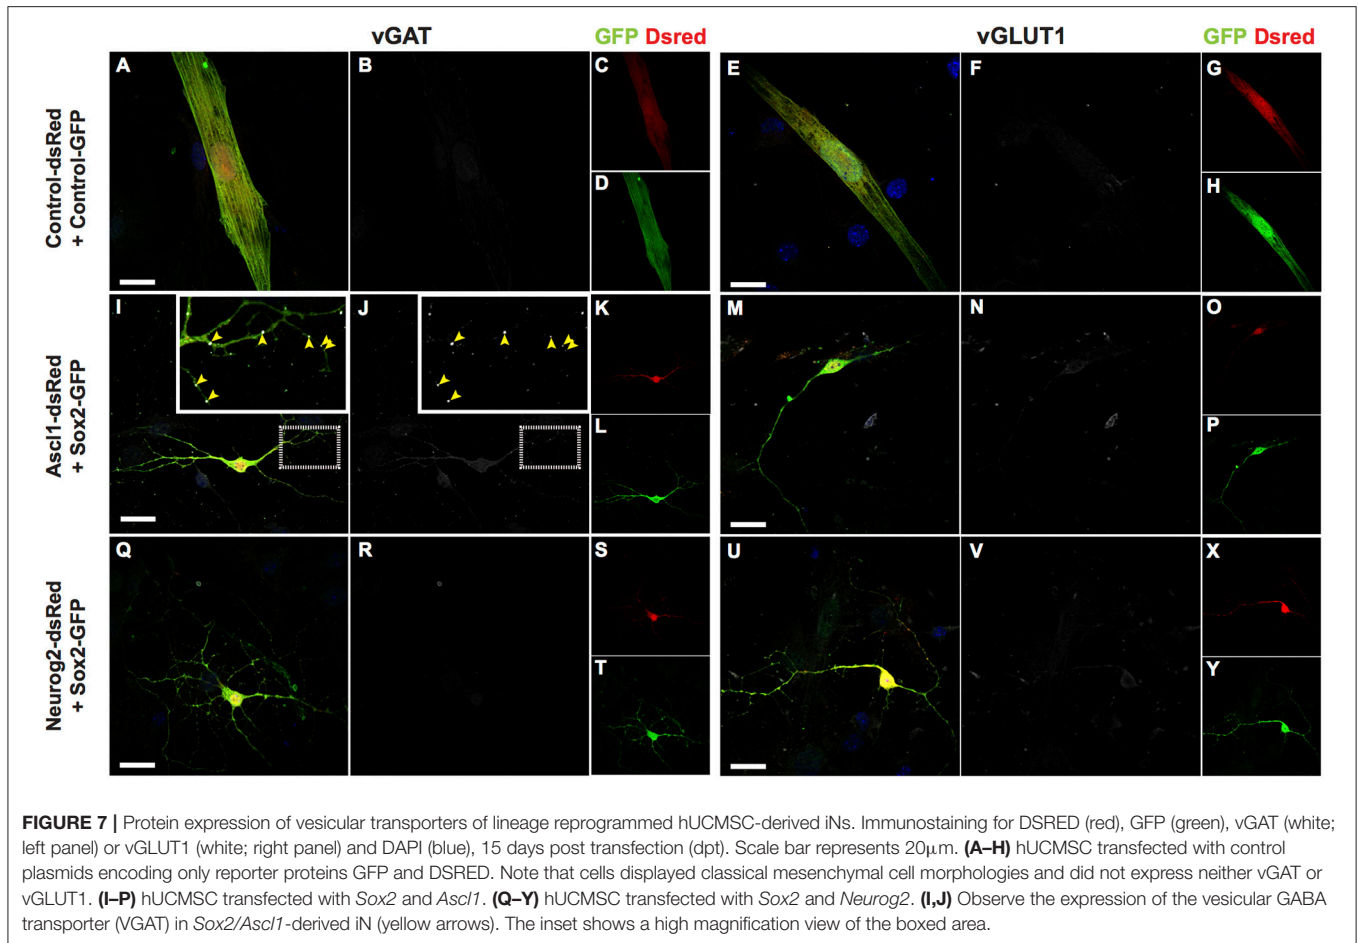 vGAT
GFP Dsred
vGLUT1
GFP Dsred
Control-dsRed
+ Control-GFP
A
B
C
D
E
F
G
H
Ascl1-dsRed
+ Sox2-GFP
I
J
K
L
M
N
O
P
Neurog2-dsRed
+ Sox2-GFP
Q
R
S
T
U
V
X
Y
FIGURE 7 | Protein expression of vesicular transporters of lineage reprogrammed hUCMSC-derived iNs. Immunostaining for DSRED (red), GFP (green), vGAT (white;
left panel) or vGLUT1 (white; right panel) and DAPI (blue), 15 days post transfection (dpt). Scale bar represents 20μm. (A–H) hUCMSC transfected with control
plasmids encoding only reporter proteins GFP and DSRED. Note that cells displayed classical mesenchymal cell morphologies and did not express neither vGAT or
vGLUT1. (I–P) hUCMSC transfected with Sox2 and Ascl1. (Q–Y) hUCMSC transfected with Sox2 and Neurog2. (I,J) Observe the expression of the vesicular GABA
transporter (VGAT) in Sox2/Ascl1-derived iN (yellow arrows). The inset shows a high magnification view of the boxed area.